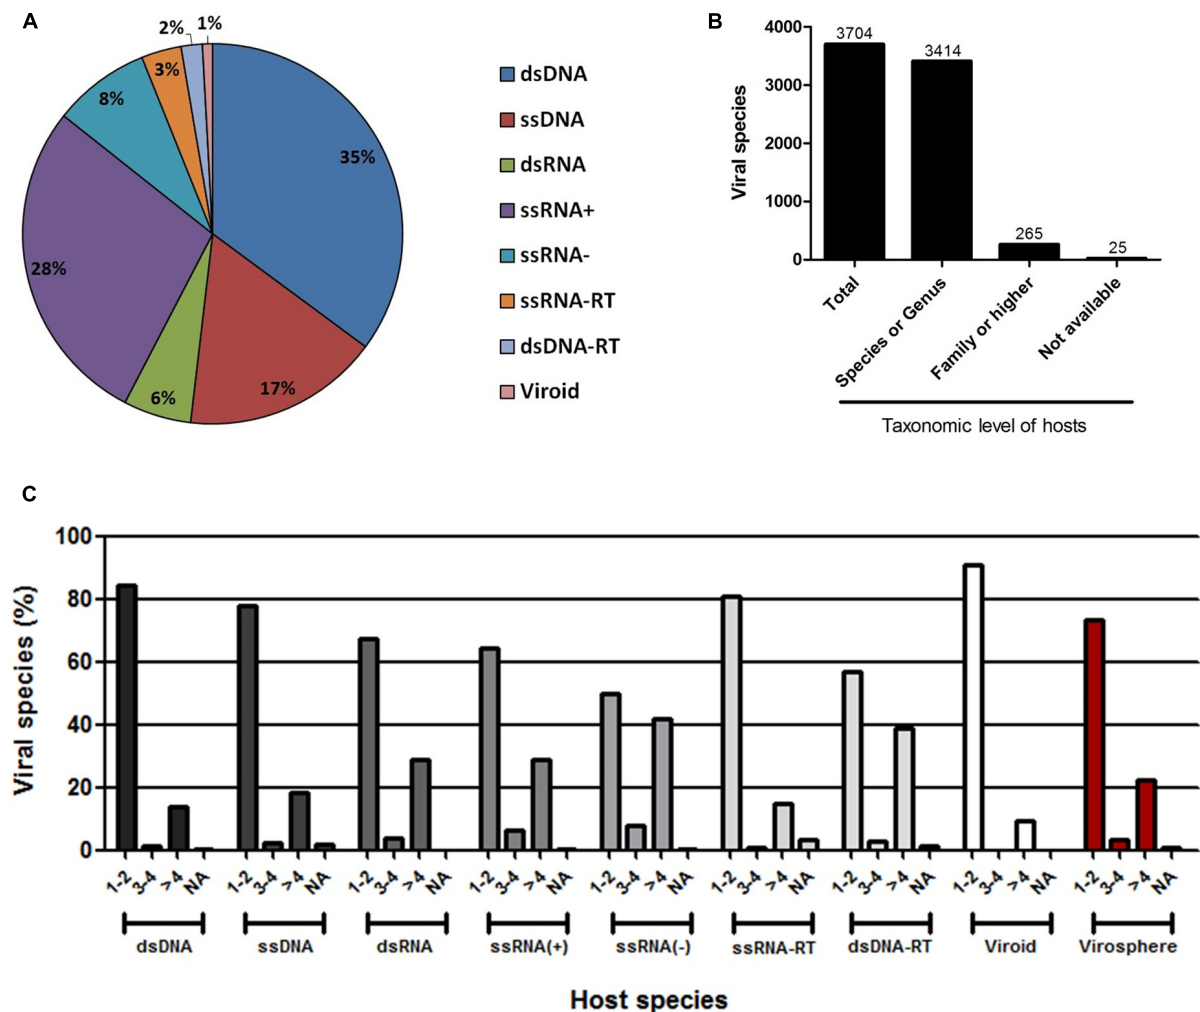 A
2%
1%
3%
8%
35%
28%
17%
6%
dsDNA
ssDNA
dsRNA
ssRNA+
ssRNA-
ssRNA-RT
dsDNA-RT
Viroid
B
Viral species
4000
3000
2000
1000
0
3704
3414
265
25
Total
Species or Genus
Family or higher
Not available
Taxonomic level of hosts
C
Viral species (%)
100
80
60
40
20
0
1-2 3-4 >4 NA 1-2 3-4 >4 NA 1-2 3-4 >4 NA 1-2 3-4 >4 NA 1-2 3-4 >4 NA 1-2 3-4 >4 NA 1-2 3-4 >4 NA 1-2 3-4 >4 NA 1-2 3-4 >4 NA
dsDNA ssDNA dsRNA ssRNA(+) ssRNA(-) ssRNA-RT dsDNA-RT Viroid Virosphere
Host species